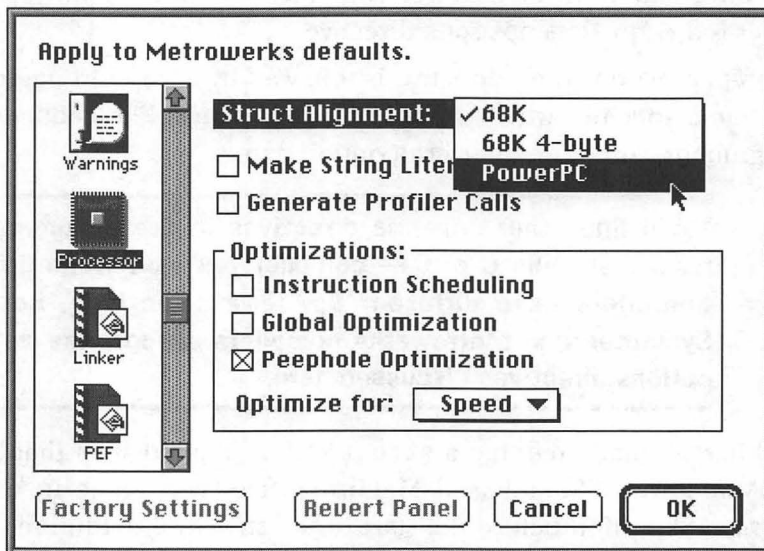 Apply to Metrowerks defaults.
Warnings
Processor
Linker
PEF
Struct Alignment:
✓68K
68K 4-byte
PowerPC
Make String Liter
Generate Profiler Calls
Optimizations:
Instruction Scheduling
Global Optimization
Peephole Optimization
Optimize for: Speed
Factory Settings
Revert Panel
Cancel
OK